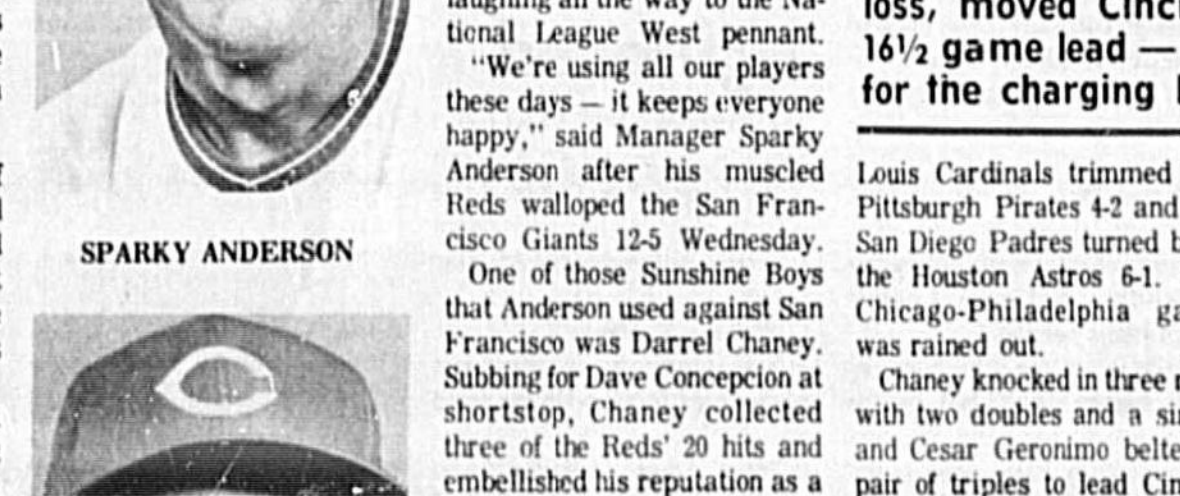 SPARKY ANDERSON
laughing all the way to the Na-
tional League West pennant.
"We're using all our players
these days — it keeps everyone
happy," said Manager Sparky
Anderson after his muscled
Reds walloped the San Fran-
cisco Giants 12-5 Wednesday.
One of those Sunshine Boys
that Anderson used against San
Francisco was Darrel Chaney.
Subbing for Dave Concepcion at
shortstop, Chaney collected
three of the Reds' 20 hits and
embellished his reputation as a
loss, moved
16½ game lead —
for the charging
Louis Cardinals trimmed
Pittsburgh Pirates 4-2 and
San Diego Padres turned
the Houston Astros 6-1.
Chicago-Philadelphia
was rained out.
Chaney knocked in three
with two doubles and a
and Cesar Geronimo
pair of triples to lead